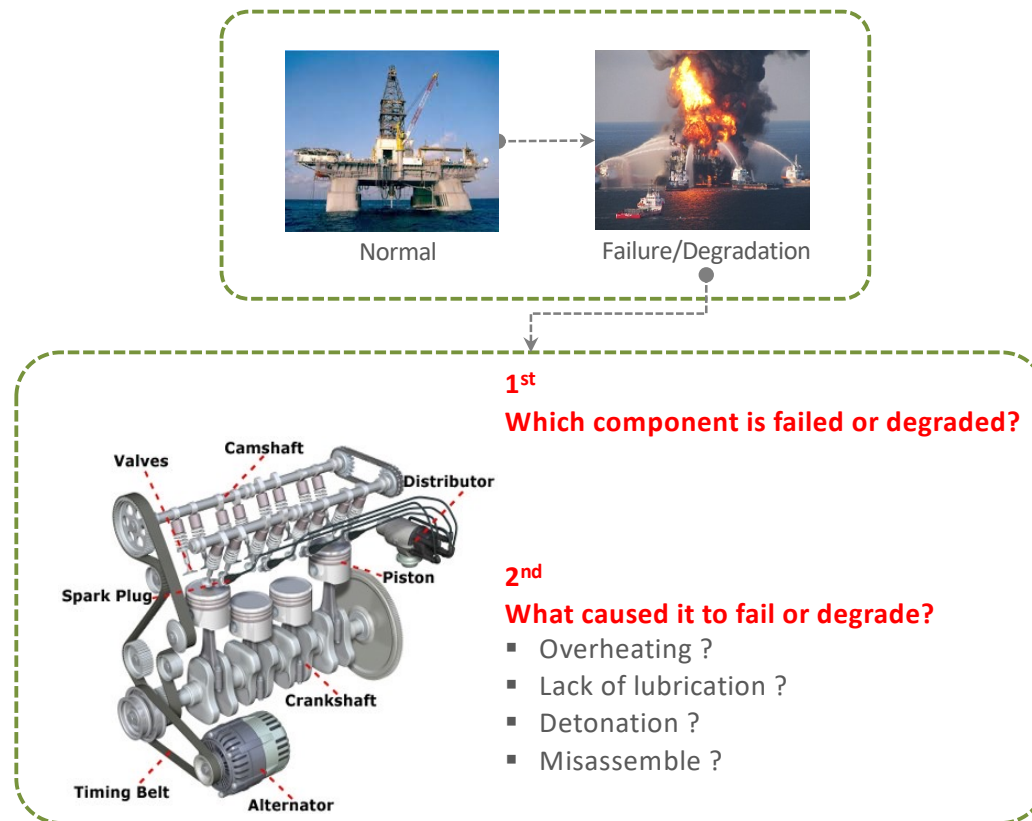 Normal
Failure/Degradation
1st
Which component is failed or degraded?
Camshaft
Valves
Distributor
Piston
Spark Plug
Crankshaft
Timing Belt
Alternator
2nd
What caused it to fail or degrade?
▪ Overheating ?
▪ Lack of lubrication ?
▪ Detonation ?
▪ Misassemble ?